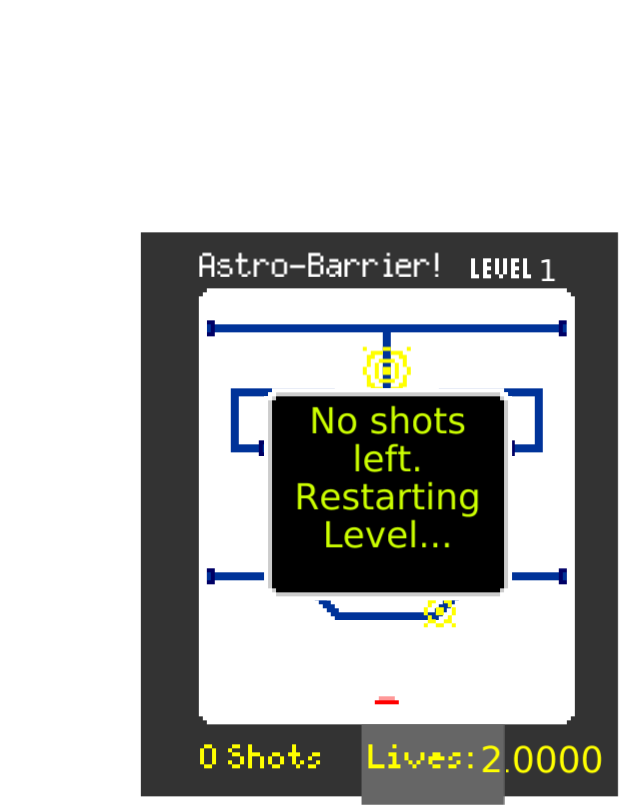 Astro-Barrier! LEVEL 1
No shots
left.
Restarting
Level...
0 Shots Lives: 2.0000